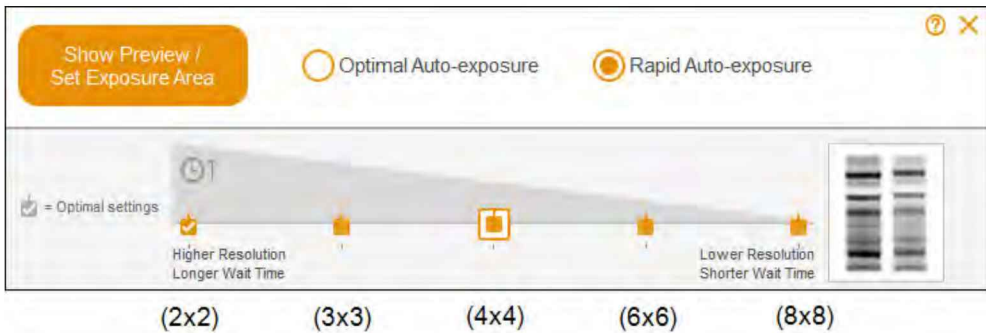 Show Preview /
Set Exposure Area
Optimal Auto-exposure
Rapid Auto-exposure
?
1
= Optimal settings
Higher Resolution
Longer Wait Time
Lower Resolution
Shorter Wait Time
(2x2) (3x3) (4x4) (6x6) (8x8)